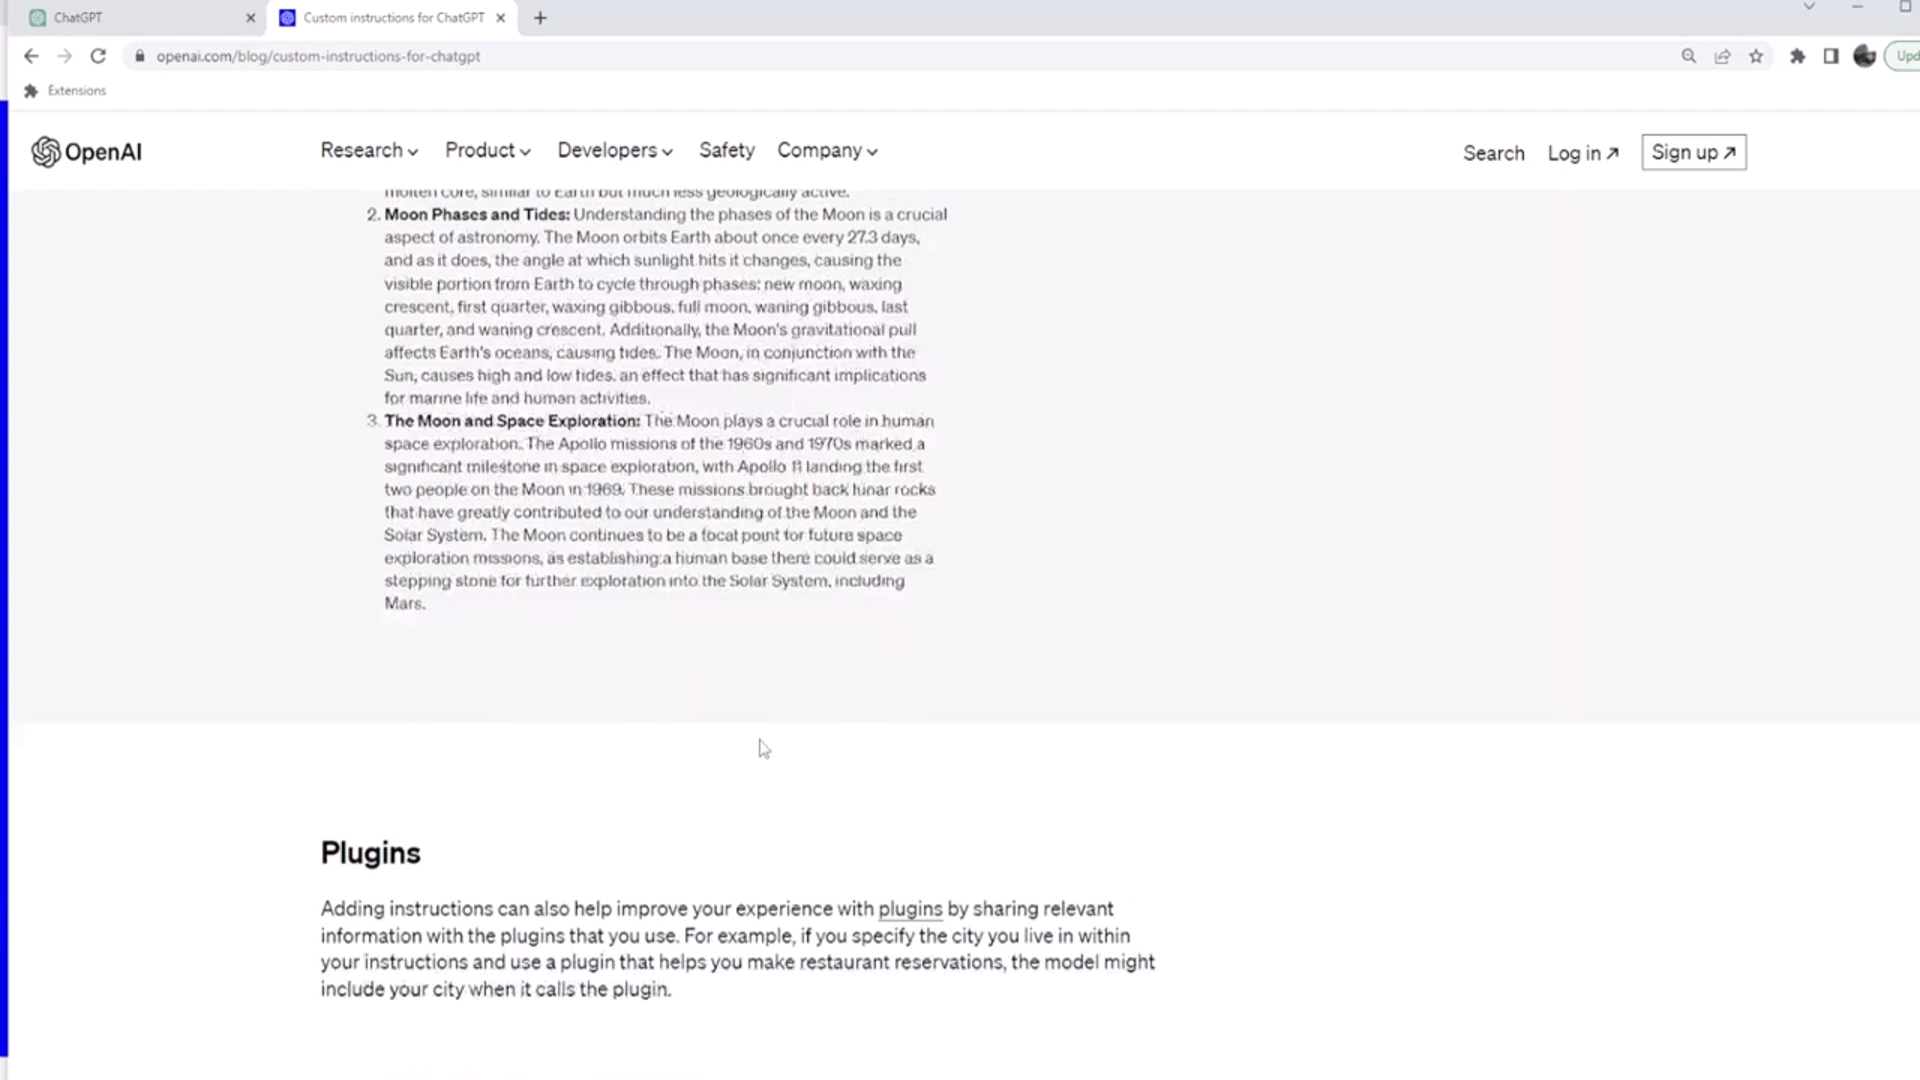 ChatGPT
Custom instructions for ChatGPT
openai.com/blog/custom-instructions-for-chatgpt
Upd
Extensions
OpenAI
Research
Product
Developers
Safety
Company
Search
Log in ↗
Sign up ↗
molten core, similar to Earth but much less geologically active.
2. Moon Phases and Tides: Understanding the phases of the Moon is a crucial
aspect of astronomy. The Moon orbits Earth about once every 27.3 days,
and as it does, the angle at which sunlight hits it changes, causing the
visible portion from Earth to cycle through phases: new moon, waxing
crescent, first quarter, waxing gibbous, full moon, waning gibbous, last
quarter, and waning crescent. Additionally, the Moon's gravitational pull
affects Earth's oceans, causing tides. The Moon, in conjunction with the
Sun, causes high and low tides, an effect that has significant implications
for marine life and human activities.
3. The Moon and Space Exploration: The Moon plays a crucial role in human
space exploration. The Apollo missions of the 1960s and 1970s marked a
significant milestone in space exploration, with Apollo 11 landing the first
two people on the Moon in 1969. These missions brought back lunar rocks
that have greatly contributed to our understanding of the Moon and the
Solar System. The Moon continues to be a focal point for future space
exploration missions, as establishing a human base there could serve as a
stepping stone for further exploration into the Solar System, including
Mars.
Plugins
Adding instructions can also help improve your experience with plugins by sharing relevant
information with the plugins that you use. For example, if you specify the city you live in within
your instructions and use a plugin that helps you make restaurant reservations, the model might
include your city when it calls the plugin.